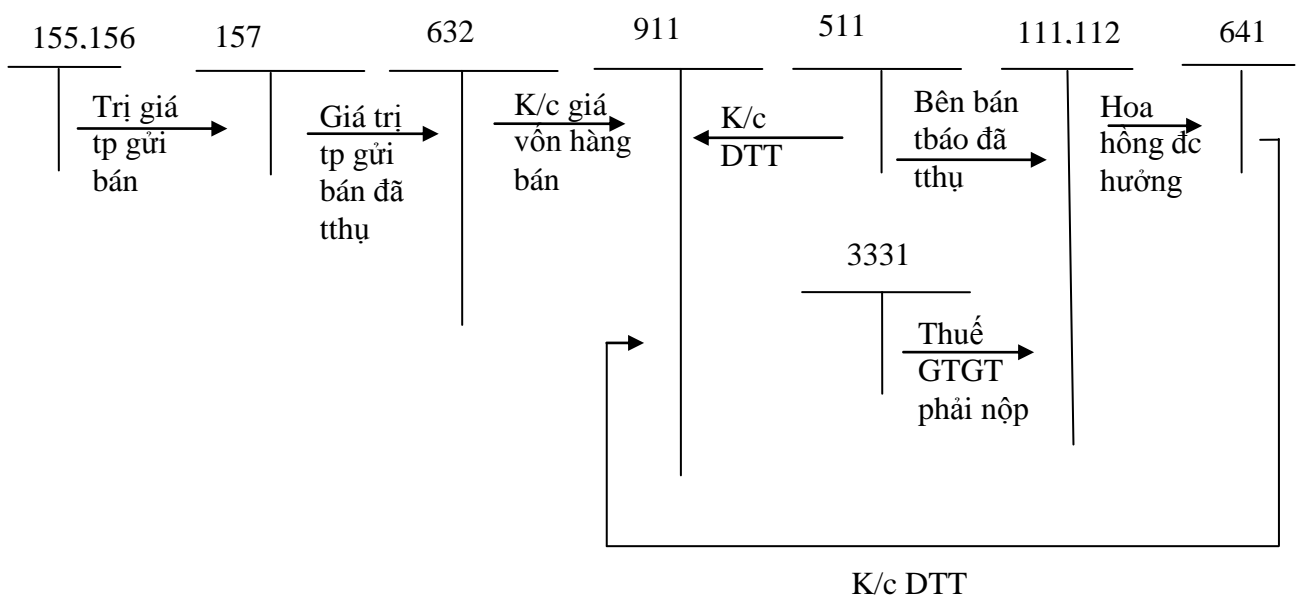 155,156
157
632
911
511
111,112
641
Trị giá
tp gửi
bán
Giá trị
tp gửi
bán đã
tthụ
K/c giá
vốn hàng
bán
K/c
DTT
Bên bán
tbáo đã
tthụ
Hoa
hồng đc
hưởng
3331
Thuế
GTGT
phải nộp
K/c DTT